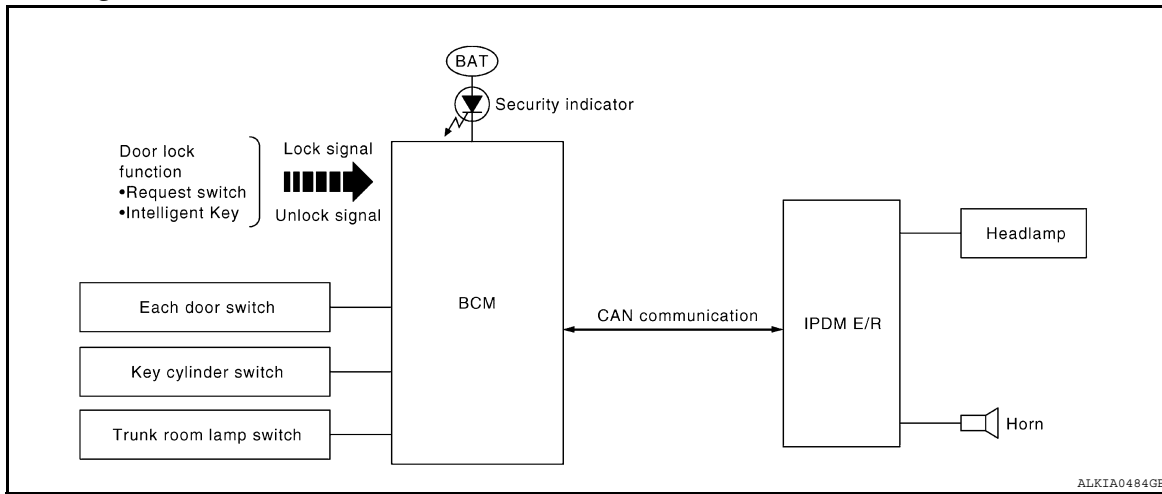 BAT
Security indicator
Door lock
function
•Request switch
•Intelligent Key
Lock signal
Unlock signal
Each door switch
Key cylinder switch
Trunk room lamp switch
BCM
CAN communication
IPDM E/R
Headlamp
Horn